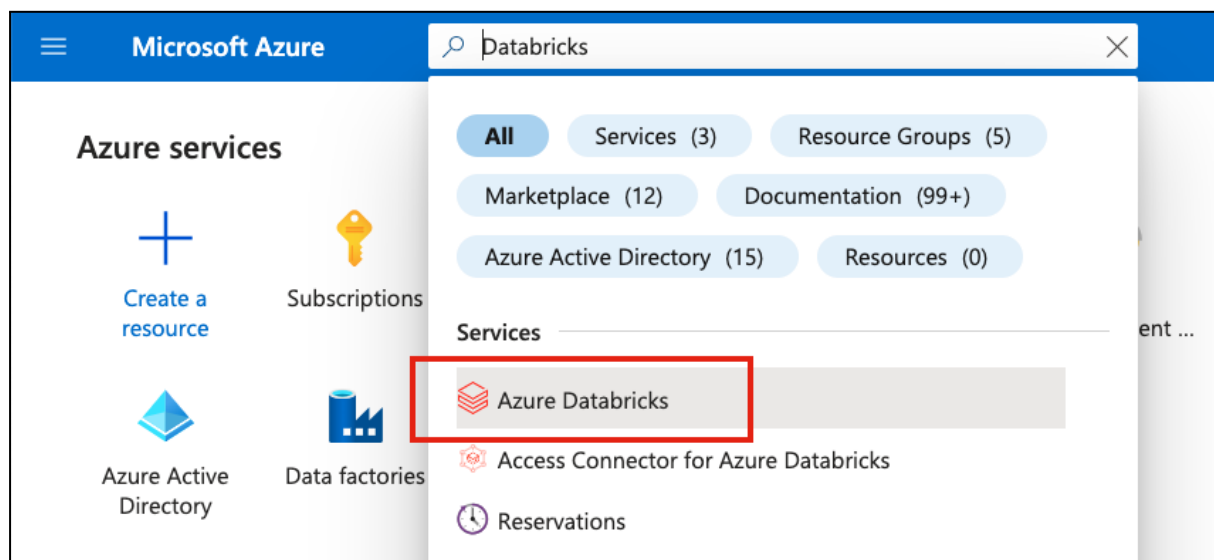 Microsoft Azure
Databricks
Azure services
Create a
resource
Subscriptions
Azure Active
Directory
Data factories
All
Services (3)
Resource Groups (5)
Marketplace (12)
Documentation (99+)
Azure Active Directory (15)
Resources (0)
Services
Azure Databricks
Access Connector for Azure Databricks
Reservations
ent ...